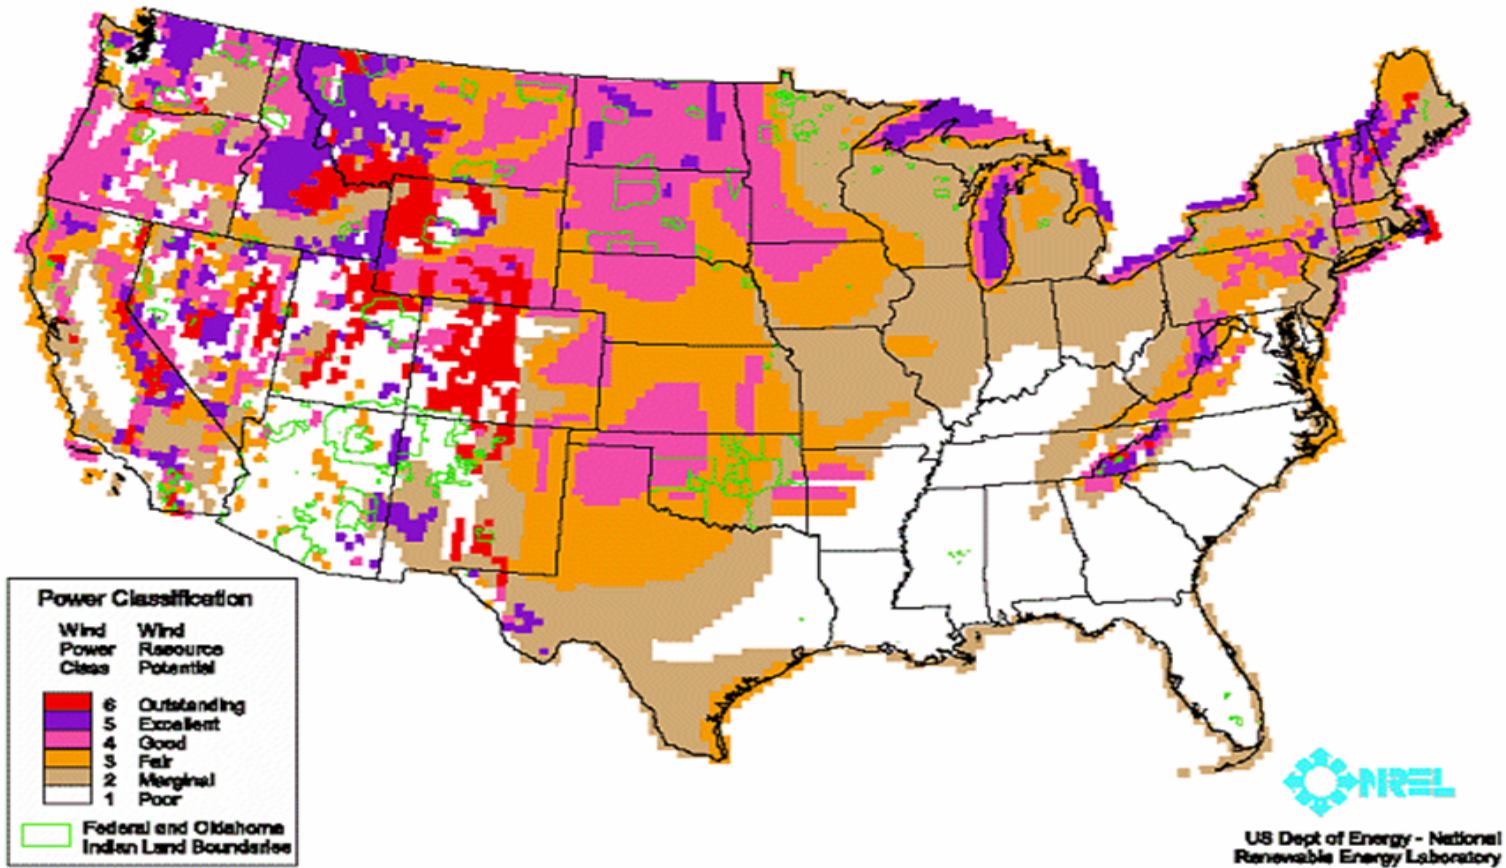 Power Classification
Wind Wind
Power Resource
Class Potential
6 Outstanding
5 Excellent
4 Good
3 Fair
2 Marginal
1 Poor
Federal and Oklahoma
Indian Land Boundaries
NREL
US Dept of Energy - National
Renewable Energy Laboratory